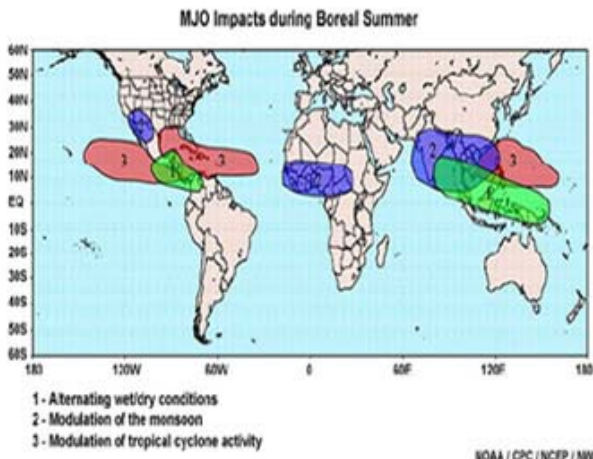 MJO Impacts during Boreal Summer
60N
50N
40N
30N
20N
10N
EQ
10S
20S
30S
40S
50S
60S
3
1
3
2
2
3
180
120W
60W
0
60E
120E
180
1 - Alternating wet/dry conditions
2 - Modulation of the monsoon
3 - Modulation of tropical cyclone activity
NOAA / CPC / NCEP / NW